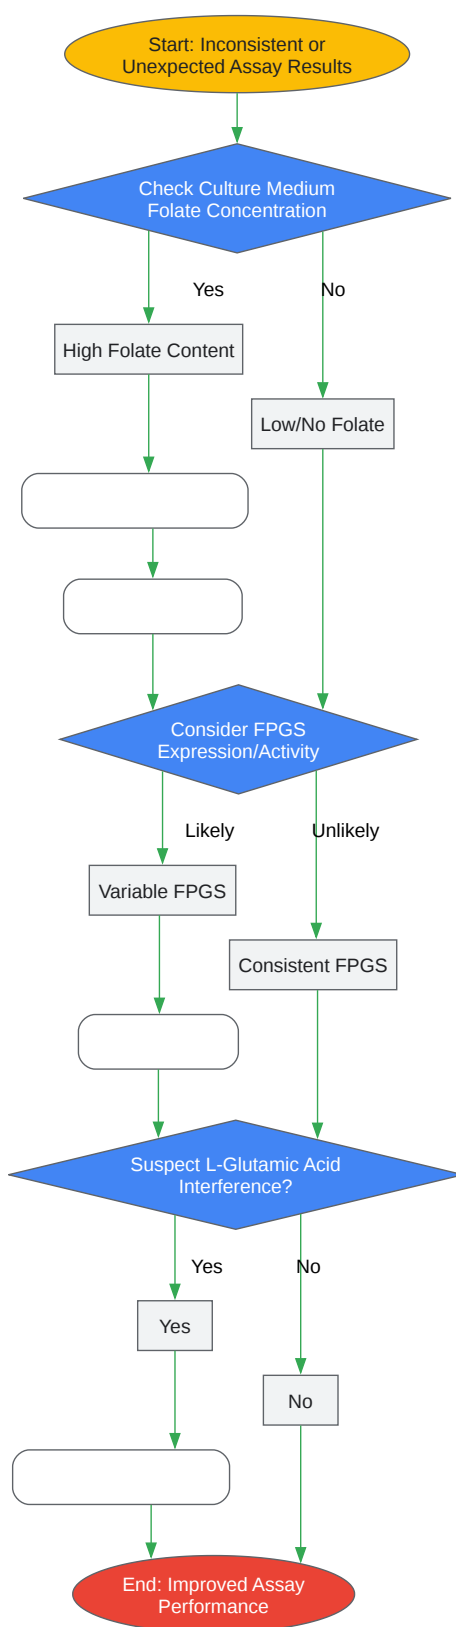 Start: Inconsistent or
Unexpected Assay Results
Check Culture Medium
Folate Concentration
Yes
No
High Folate Content
Low/No Folate
Consider FPGS
Expression/Activity
Likely
Unlikely
Variable FPGS
Consistent FPGS
Suspect L-Glutamic Acid
Interference?
Yes
No
Yes
No
End: Improved Assay
Performance